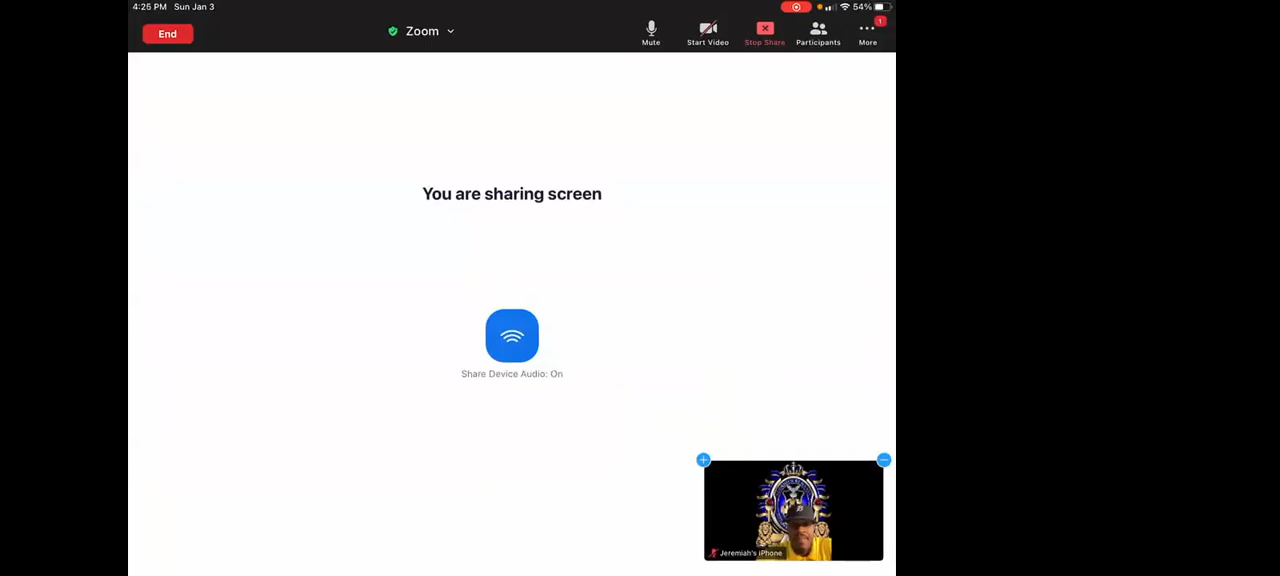 4:25 PM Sun Jan 3
54%
End
Zoom
Mute
Start Video
Stop Share
Participants
1
More
You are sharing screen
Share Device Audio: On
Jeremiah's iPhone